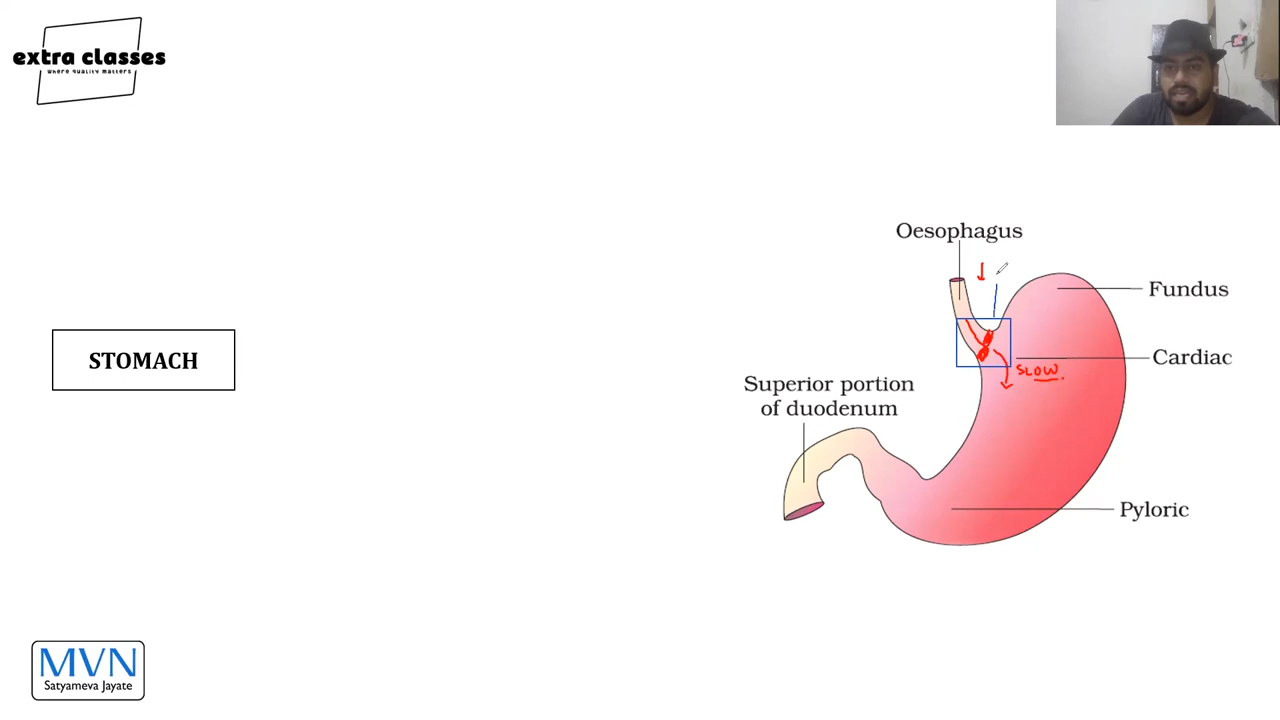 extra classes
where quality matters
STOMACH
Oesophagus
Fundus
Cardiac
SLOW.
Superior portion
of duodenum
Pyloric
MVN
Satyameva Jayate